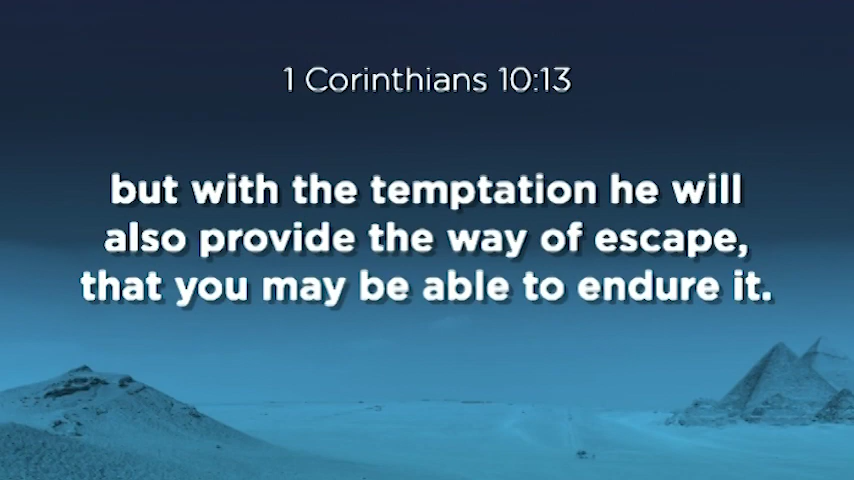 1 Corinthians 10:13
but with the temptation he will
also provide the way of escape,
that you may be able to endure it.